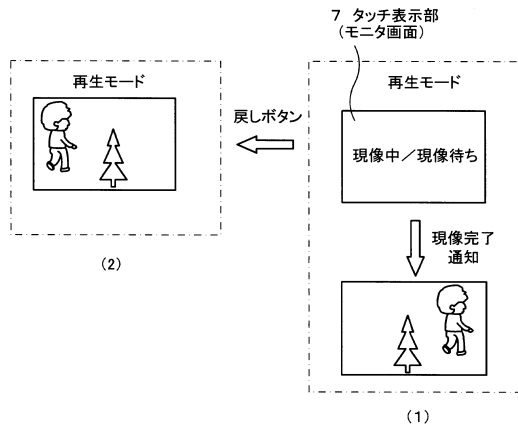 7 タッチ表示部
(モニタ画面)
再生モード
再生モード
戻しボタン
現像中／現像待ち
現像完了
通知
(2)
(1)